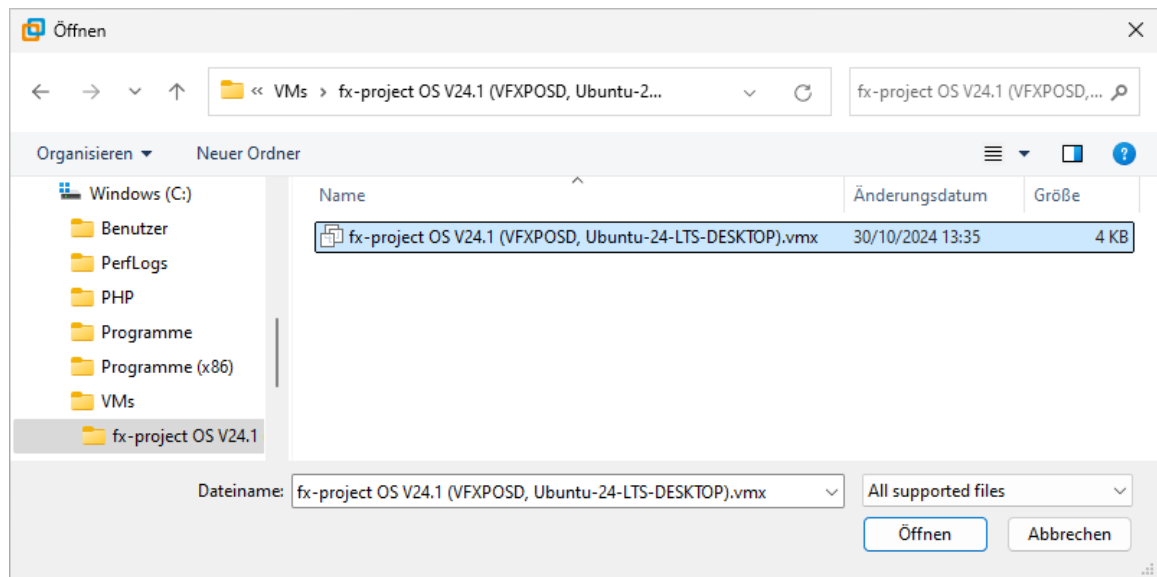 Öffnen
« VMs › fx-project OS V24.1 (VFXPOSD, Ubuntu-2...
fx-project OS V24.1 (VFXPOSD,...
Organisieren
Neuer Ordner
?
Windows (C:)
Benutzer
PerfLogs
PHP
Programme
Programme (x86)
VMs
fx-project OS V24.1
Name Änderungsdatum Größe
fx-project OS V24.1 (VFXPOSD, Ubuntu-24-LTS-DESKTOP).vmx 30/10/2024 13:35 4 KB
Dateiname: fx-project OS V24.1 (VFXPOSD, Ubuntu-24-LTS-DESKTOP).vmx
All supported files
Öffnen
Abbrechen